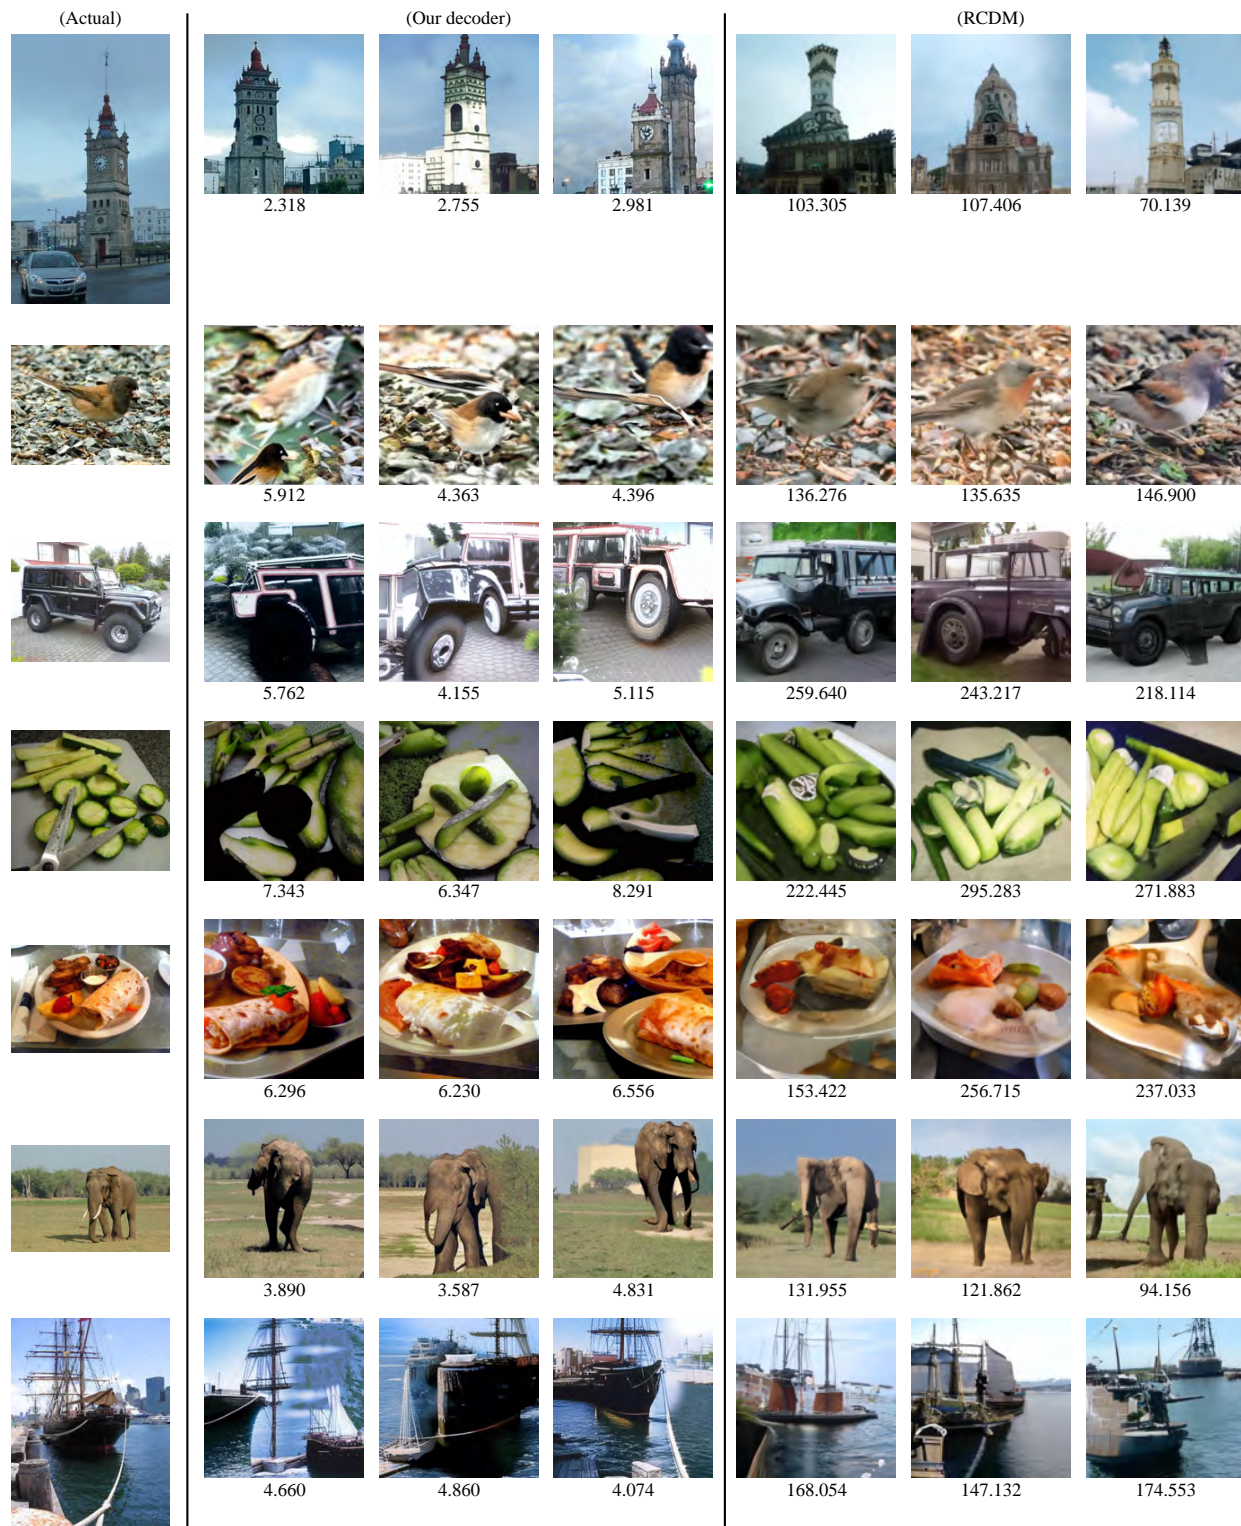 (Actual) (Our decoder) (RCDM)
2.318 2.755 2.981 103.305 107.406 70.139
5.912 4.363 4.396 136.276 135.635 146.900
5.762 4.155 5.115 259.640 243.217 218.114
7.343 6.347 8.291 222.445 295.283 271.883
6.296 6.230 6.556 153.422 256.715 237.033
3.890 3.587 4.831 131.955 121.862 94.156
4.660 4.860 4.074 168.054 147.132 174.553